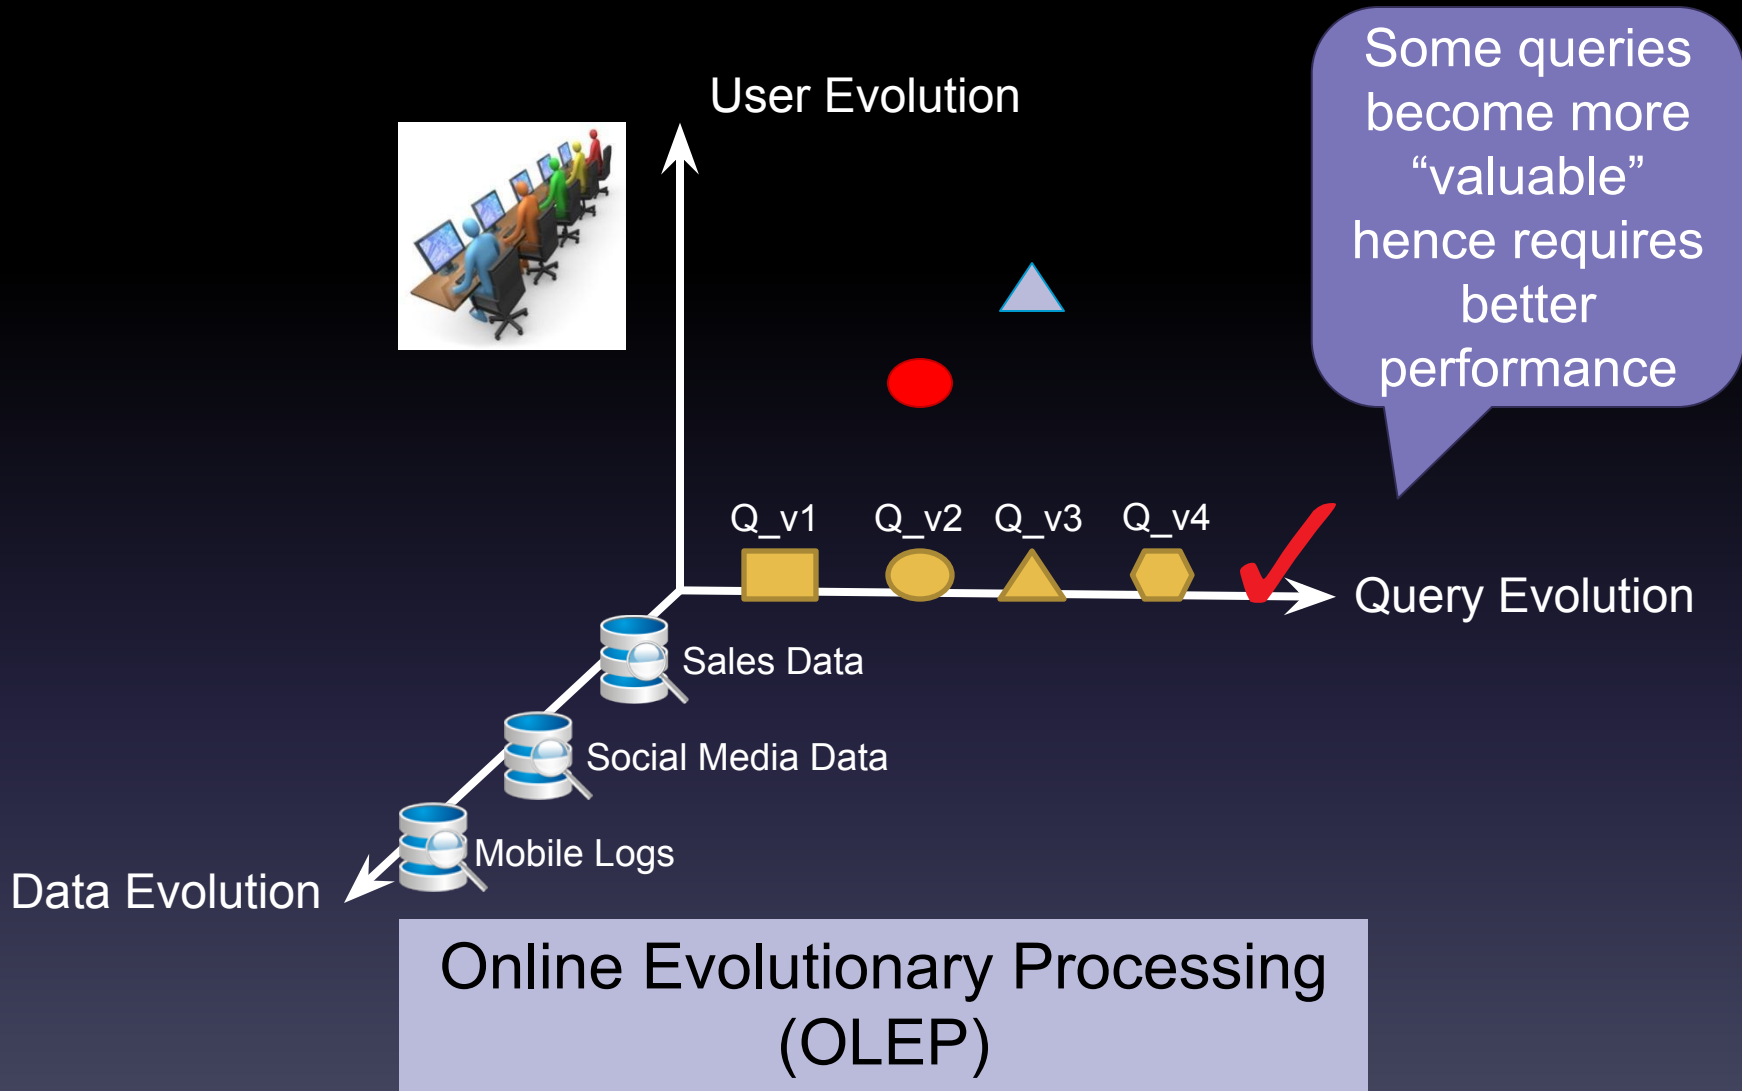 User Evolution
Some queries
become more
“valuable”
hence requires
better
performance
Q_v1
Q_v2
Q_v3
Q_v4
Query Evolution
Sales Data
Social Media Data
Mobile Logs
Data Evolution
Online Evolutionary Processing
(OLEP)